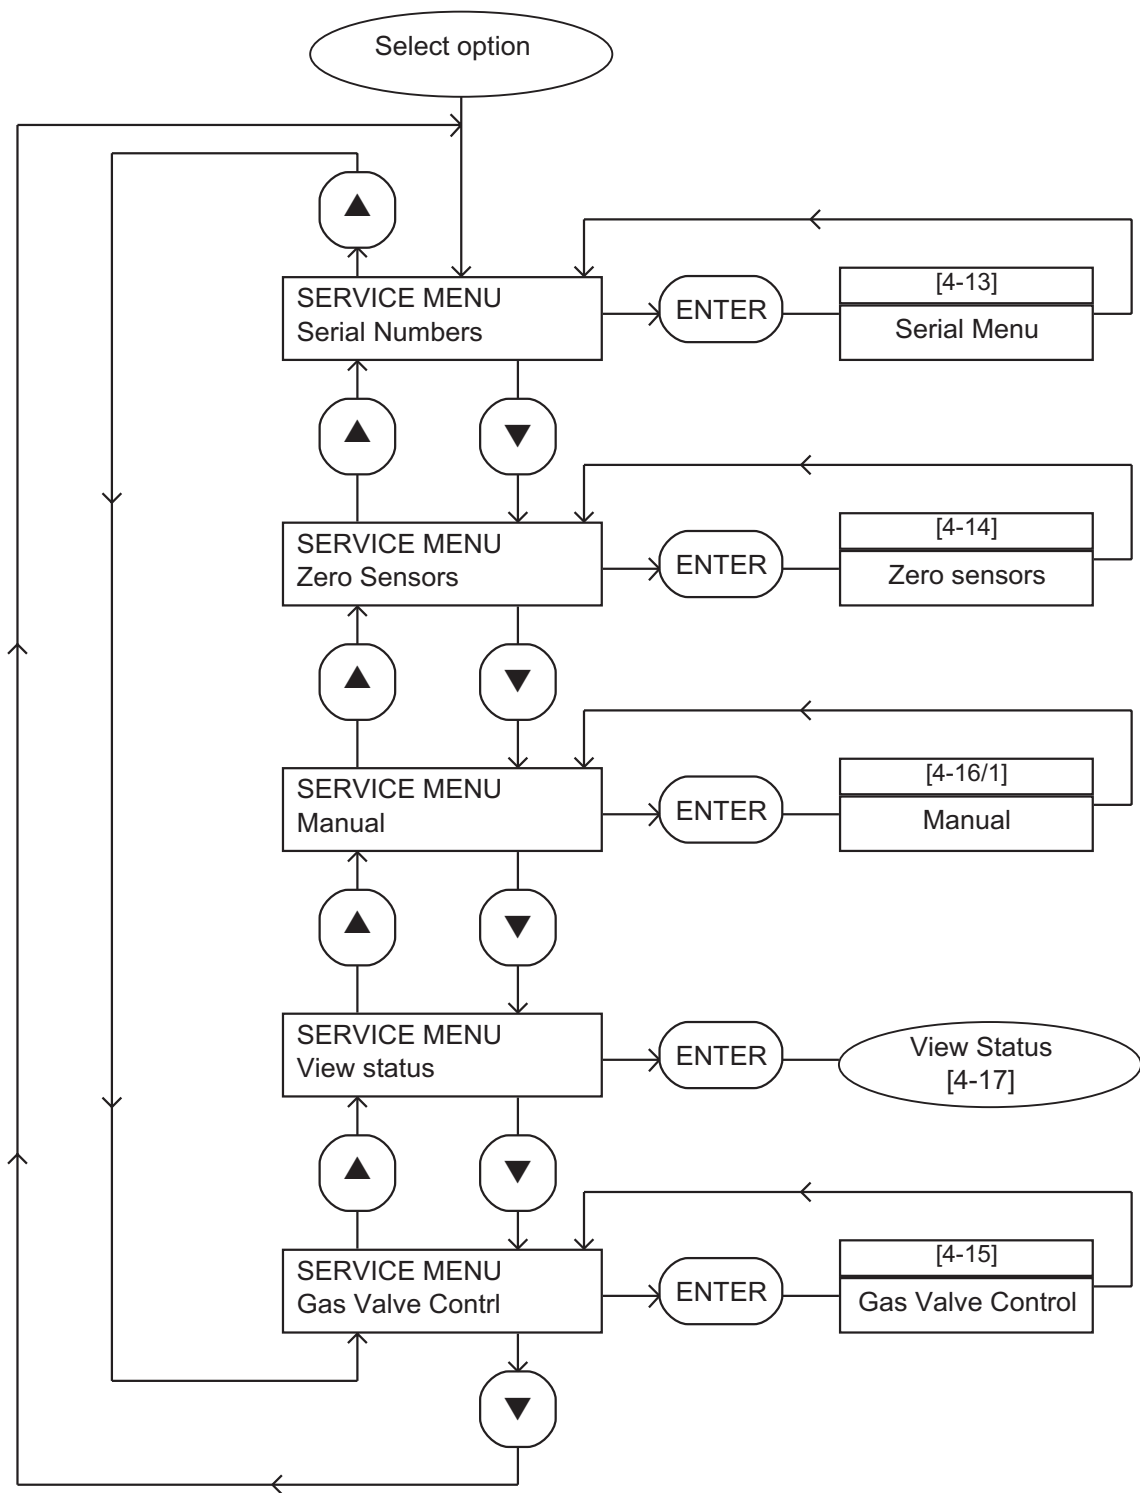 Select option
SERVICE MENU
Serial Numbers
ENTER
[4-13]
Serial Menu
SERVICE MENU
Zero Sensors
ENTER
[4-14]
Zero sensors
SERVICE MENU
Manual
ENTER
[4-16/1]
Manual
SERVICE MENU
View status
ENTER
View Status
[4-17]
SERVICE MENU
Gas Valve Contrl
ENTER
[4-15]
Gas Valve Control